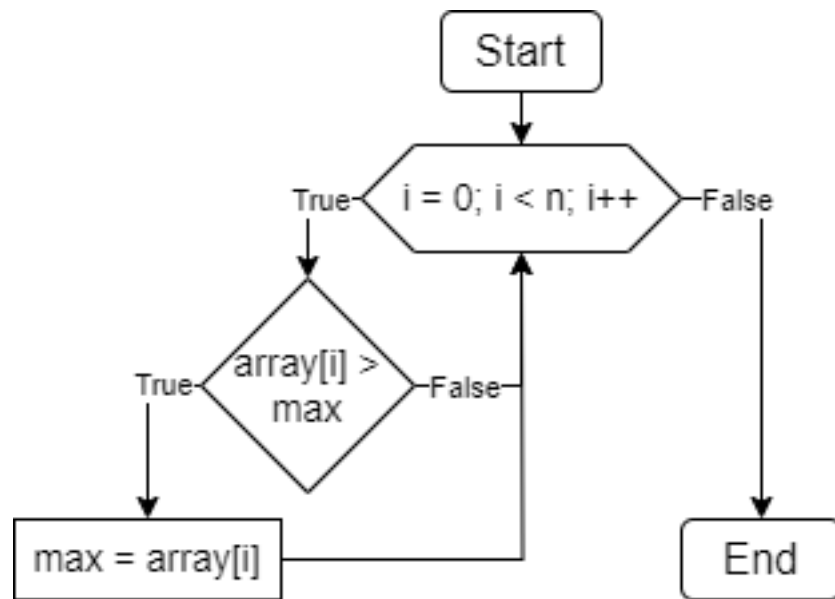 Start
True
i = 0; i < n; i++
False
array[i] >
max
True
False
max = array[i]
End